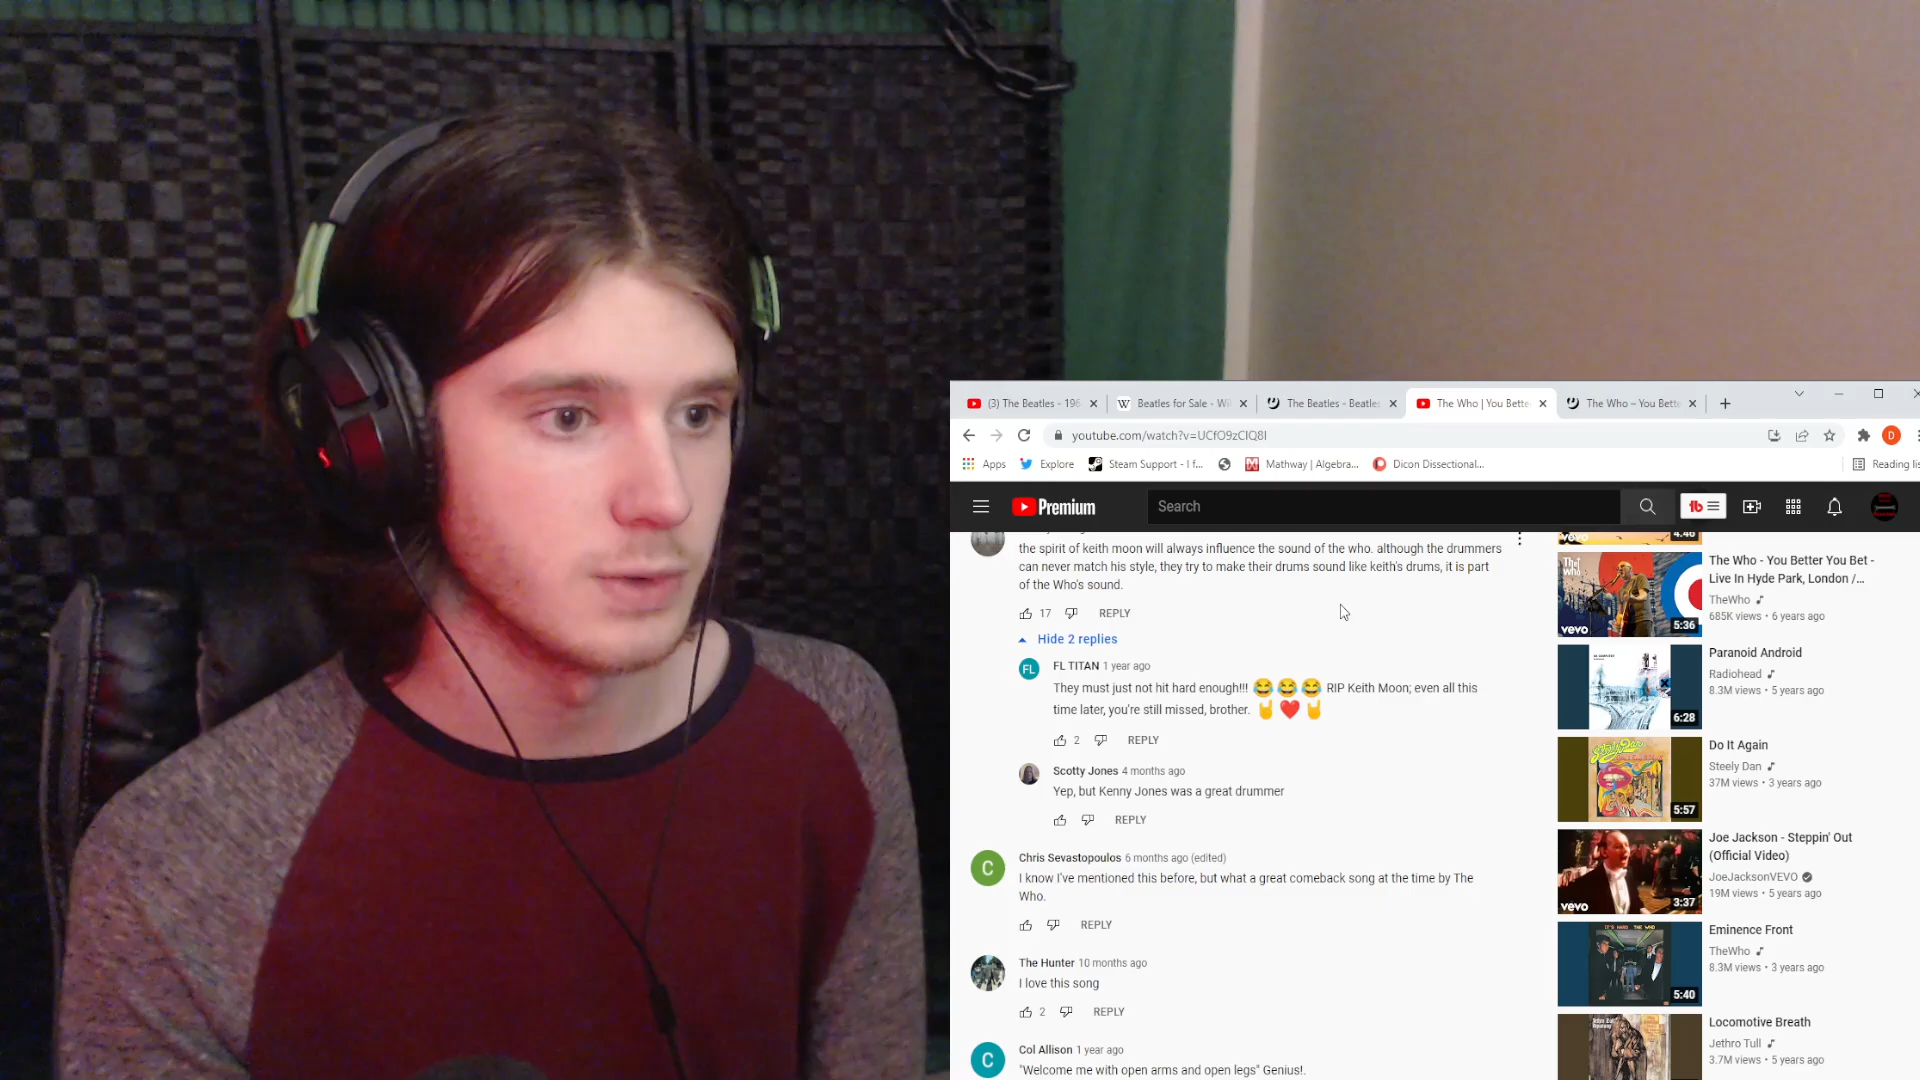 (3) The Beatles - 196
Beatles for Sale - Wi
The Beatles - Beatles
The Who | You Bette
The Who – You Bett
youtube.com/watch?v=UCfO9zClQ8I
Apps
Explore
Steam Support - I f...
Mathway | Algebra...
Dicon Dissectional...
Reading lis
Premium
Search
the spirit of keith moon will always influence the sound of the who. although the drummers
can never match his style, they try to make their drums sound like keith's drums, it is part
of the Who's sound.
17
REPLY
Hide 2 replies
FL
FL TITAN 1 year ago
They must just not hit hard enough!!! 😂 😂 😂 RIP Keith Moon; even all this
time later, you're still missed, brother. 🤘 ❤️ 🤘
2
REPLY
Scotty Jones 4 months ago
Yep, but Kenny Jones was a great drummer
REPLY
C
Chris Sevastopoulos 6 months ago (edited)
I know I've mentioned this before, but what a great comeback song at the time by The
Who.
REPLY
The Hunter 10 months ago
I love this song
2
REPLY
C
Col Allison 1 year ago
"Welcome me with open arms and open legs" Genius!.
4:46
vevo
5:36
The Who - You Better You Bet -
Live In Hyde Park, London /...
TheWho
685K views • 6 years ago
6:28
Paranoid Android
Radiohead
8.3M views • 5 years ago
5:57
Do It Again
Steely Dan
37M views • 3 years ago
vevo
3:37
Joe Jackson - Steppin' Out
(Official Video)
JoeJacksonVEVO
19M views • 5 years ago
IT'S HARD THE WHO
5:40
Eminence Front
TheWho
8.3M views • 3 years ago
Locomotive Breath
Jethro Tull
3.7M views • 5 years ago